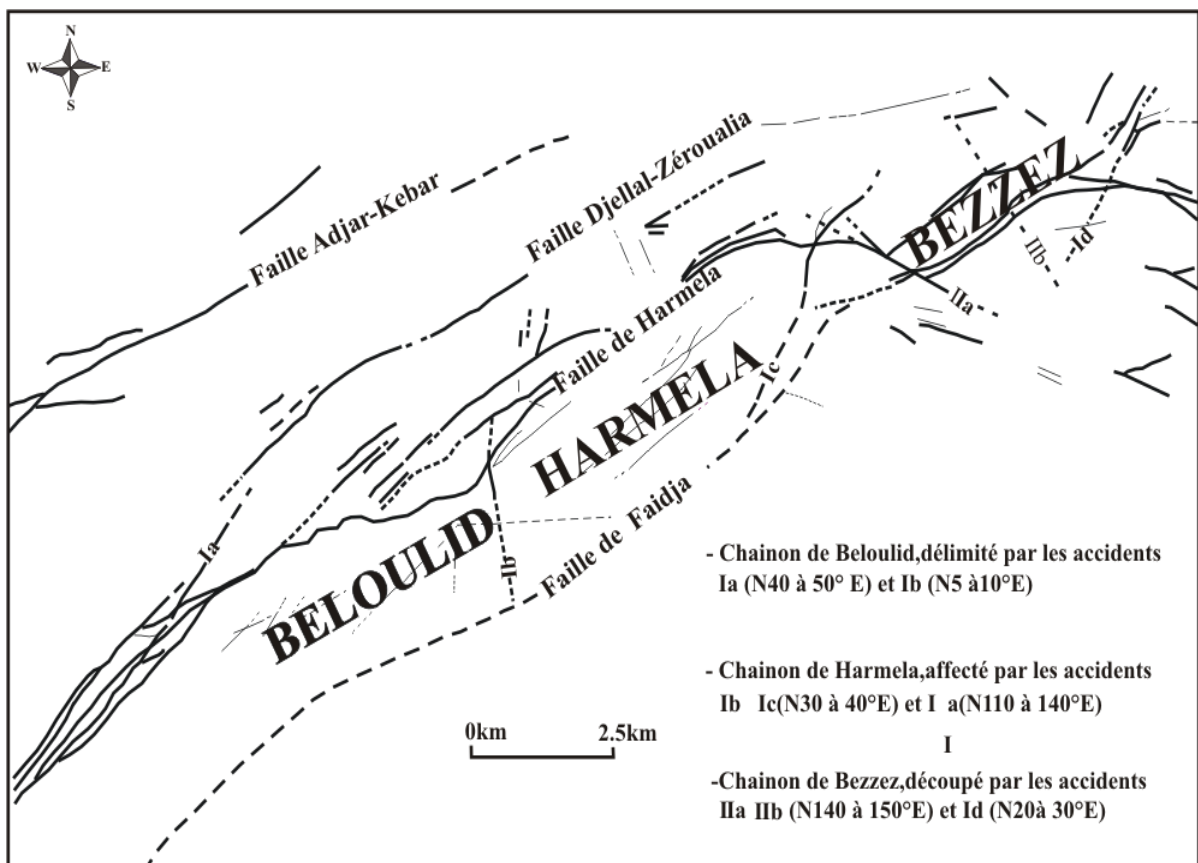 N
W E
S
Faille Adjar-Kebar
Faille Djellal-Zéroualia
BEZZEZ
IIb
Id
IIa
Faille de Harmela
HARMELA
Ic
Ia
BELOULID
Ib
Faille de Faidja
- Chainon de Beloulid,délimité par les accidents
Ia (N40 à 50° E) et Ib (N5 à10°E)
- Chainon de Harmela,affecté par les accidents
Ib Ic(N30 à 40°E) et I a(N110 à 140°E)
I
-Chainon de Bezzez,découpé par les accidents
IIa IIb (N140 à 150°E) et Id (N20à 30°E)
0km 2.5km